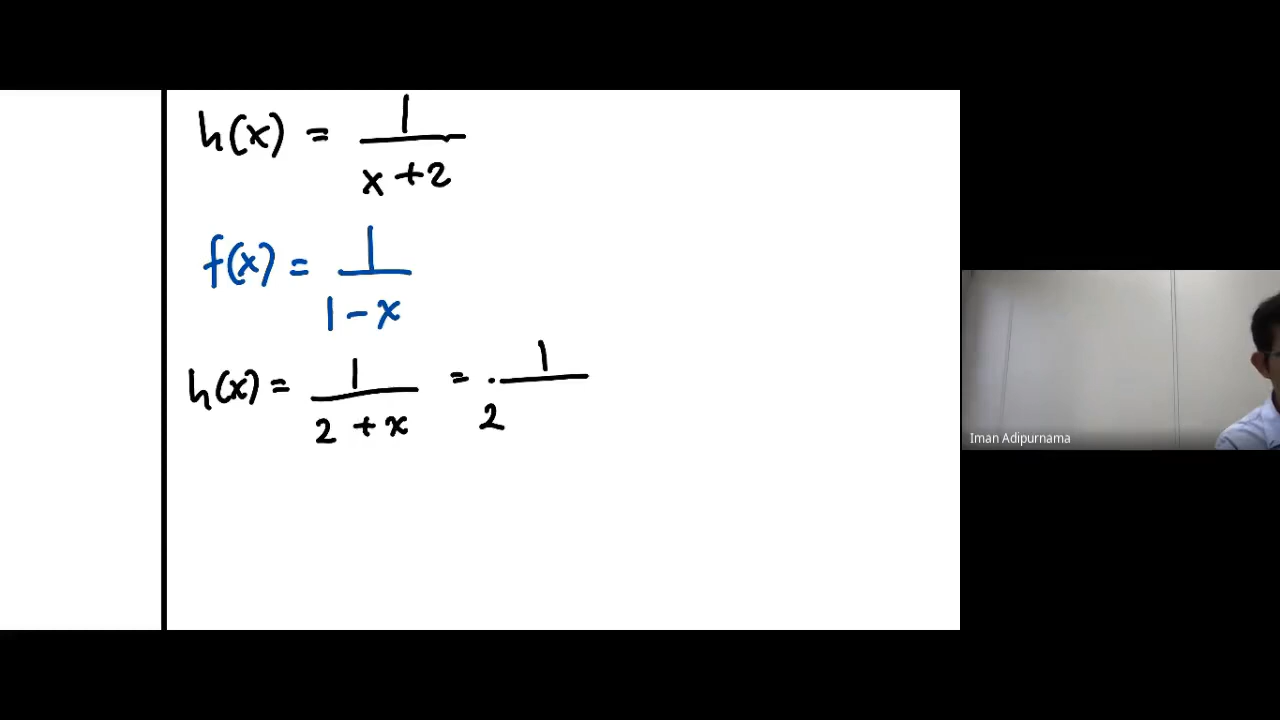 h(x) = 1/(x + 2)
f(x) = 1/(1 - x)
h(x) = 1/(2 + x) = 1/2
Iman Adipurnama